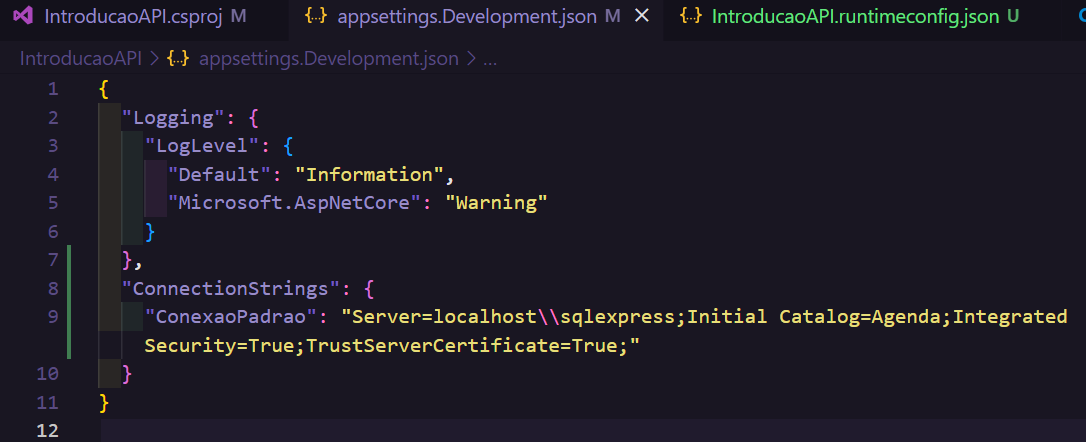 IntroducaoAPI.csproj M {..} appsettings.Development.json M {..} IntroducaoAPI.runtimeconfig.json U
IntroducaoAPI > {..} appsettings.Development.json > ...
1 {
2 "Logging": {
3 "LogLevel": {
4 "Default": "Information",
5 "Microsoft.AspNetCore": "Warning"
6 }
7 },
8 "ConnectionStrings": {
9 "ConexaoPadrao": "Server=localhost\\sqlexpress;Initial Catalog=Agenda;Integrated
Security=True;TrustServerCertificate=True;"
10 }
11 }
12